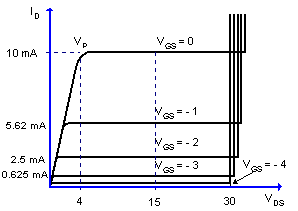 I_D
V_P
V_GS = 0
10 mA
V_GS = - 1
5.62 mA
V_GS = - 2
2.5 mA
V_GS = - 3
V_GS = - 4
0.625 mA
4
15
30
V_DS